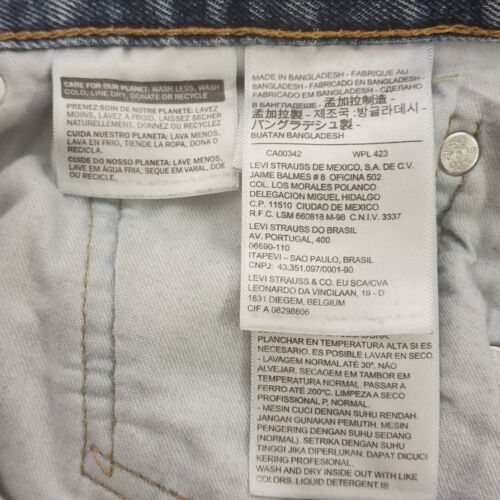 CARE FOR OUR PLANET: WASH LESS, WASH
COLD, LINE DRY, DONATE OR RECYCLE
PRENEZ SOIN DE NOTRE PLANETE: LAVEZ
MOINS, LAVEZ A FROID, LAISSEZ SECHER
NATURELLEMENT, DONNEZ OU RECYCLEZ
CUIDA NUESTRO PLANETA: LAVA MENOS,
LAVA EN FRIO, TIENDE LA ROPA, DONA O
RECICLALO
CUIDE DO NOSSO PLANETA: LAVE MENOS,
LAVE EM ÁGUA FRIA, SEQUE EM VARAL, DOE
OU RECICLE
MADE IN BANGLADESH - FABRIQUE AU
BANGLADESH - FABRICADO EN BANGLADESH -
FABRICADO EM BANGLADESH - СДЕЛАНО
В БАНГЛАДЕШЕ - 孟加拉制造 -
孟加拉製 - 제조국 :방글라데시 -
バングラデシュ製 -
BUATAN BANGLADESH
CA00342 WPL 423
LEVI STRAUSS DE MEXICO, S.A. DE C.V.
JAIME BALMES # 8 OFICINA 502
COL. LOS MORALES POLANCO
DELEGACION MIGUEL HIDALGO
C.P. 11510 CIUDAD DE MEXICO
R.F.C. LSM 660818 M-98 C.N.I.V. 3337
LEVI STRAUSS DO BRASIL
AV. PORTUGAL, 400
06690-110
ITAPEVI – SAO PAULO, BRASIL
CNPJ: 43.351.097/0001-90
LEVI STRAUSS & CO. EU SCA/CVA
LEONARDO DA VINCILAAN, 19 - D
1831 DIEGEM, BELGIUM
CIF A 08298606
PLANCHAR EN TEMPERATURA ALTA SI ES
NECESARIO. ES POSIBLE LAVAR EN SECO.
- LAVAGEM NORMAL ATÉ 30°. NÃO
ALVEJAR. SECAGEM EM TAMBOR EM
TEMPERATURA NORMAL. PASSAR A
FERRO ATÉ 200°C. LIMPEZA A SECO
PROFISSIONAL P, NORMAL.
- MESIN CUCI DENGAN SUHU RENDAH.
JANGAN GUNAKAN PEMUTIH. MESIN
PENGERING DENGAN SUHU SEDANG
(NORMAL). SETRIKA DENGAN SUHU
TINGGI JIKA DIPERLUKAN. DAPAT DICUCI
KERING PROFESIONAL.
WASH AND DRY INSIDE OUT WITH LIKE
COLORS. LIQUID DETERGENT IS